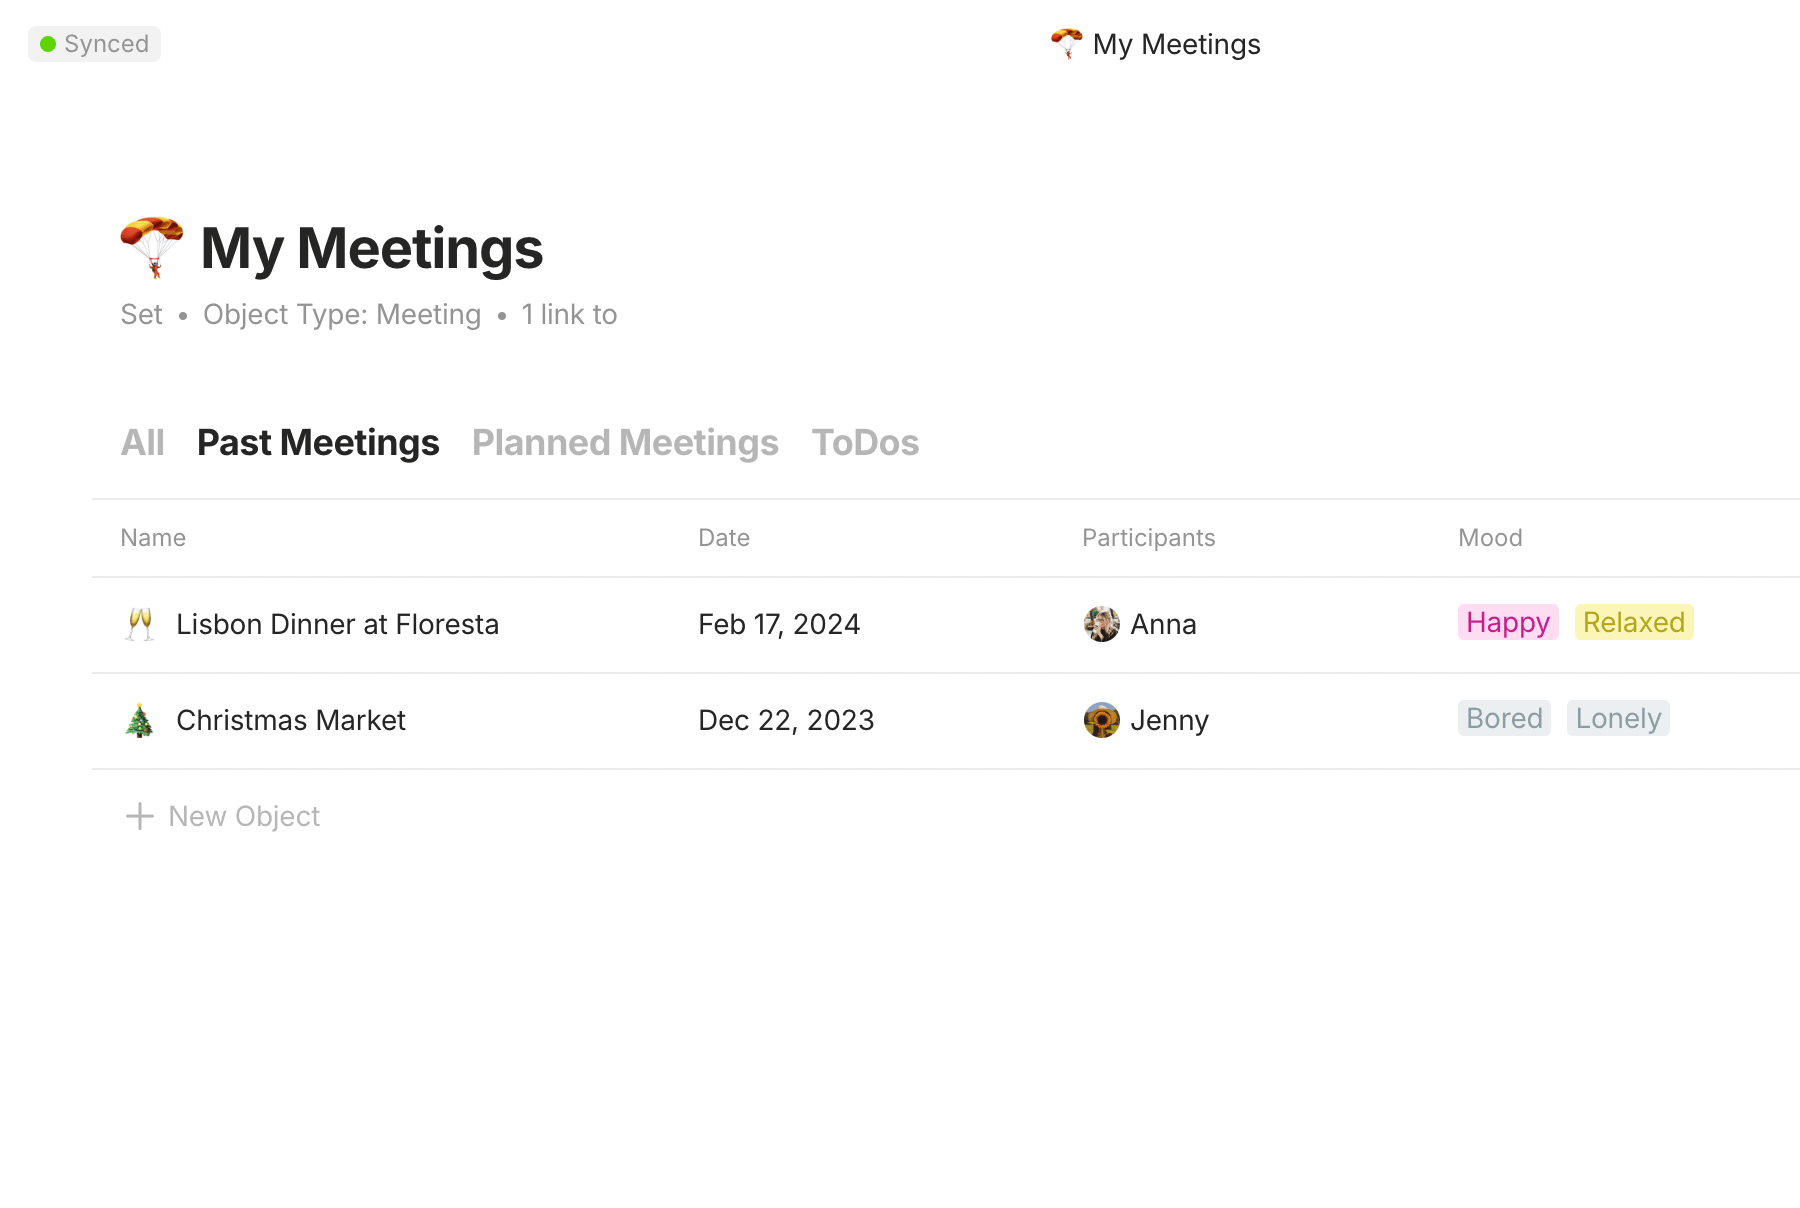 Synced
My Meetings
My Meetings
Set • Object Type: Meeting • 1 link to
All Past Meetings Planned Meetings ToDos
Name Date Participants Mood
Lisbon Dinner at Floresta Feb 17, 2024 Anna Happy Relaxed
Christmas Market Dec 22, 2023 Jenny Bored Lonely
New Object